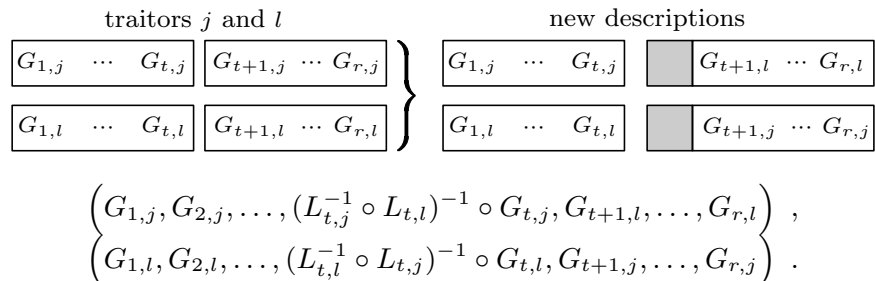 traitors j and l new descriptions
G_{1,j} ··· G_{t,j} G_{t+1,j} ··· G_{r,j} } G_{1,j} ··· G_{t,j} G_{t+1,l} ··· G_{r,l}
G_{1,l} ··· G_{t,l} G_{t+1,l} ··· G_{r,l} G_{1,l} ··· G_{t,l} G_{t+1,j} ··· G_{r,j}
(G_{1,j}, G_{2,j}, . . . , (L_{t,j}^{-1} ∘ L_{t,l})^{-1} ∘ G_{t,j}, G_{t+1,l}, . . . , G_{r,l}) ,
(G_{1,l}, G_{2,l}, . . . , (L_{t,l}^{-1} ∘ L_{t,j})^{-1} ∘ G_{t,l}, G_{t+1,j}, . . . , G_{r,j}) .